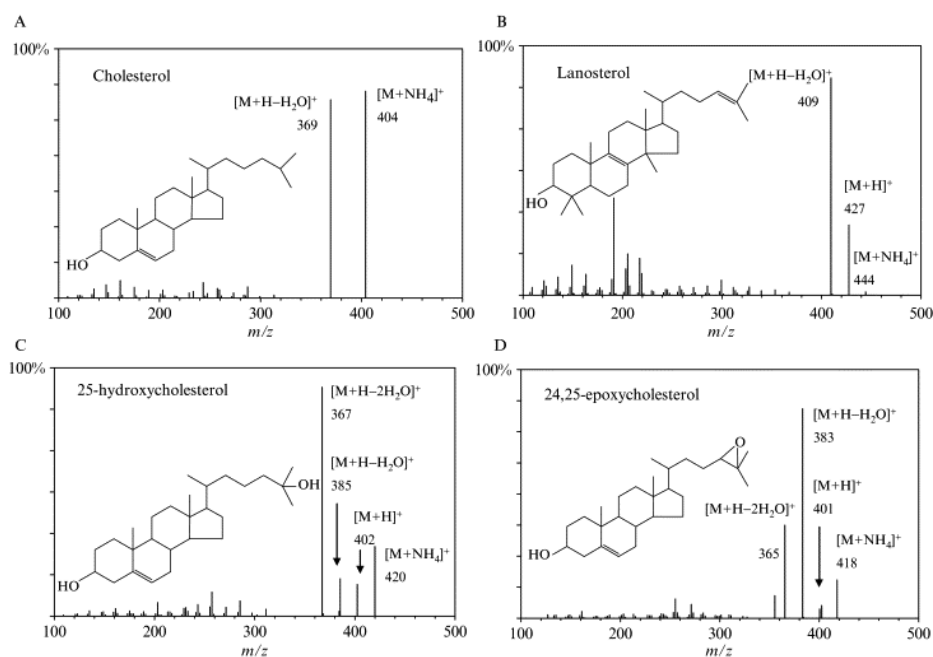 A
100%
Cholesterol
[M+H–H₂O]⁺
369
[M+NH₄]⁺
404
HO
100 200 300 400 500
m/z
B
100%
Lanosterol
[M+H–H₂O]⁺
409
[M+H]⁺
427
[M+NH₄]⁺
444
HO
100 200 300 400 500
m/z
C
100%
25-hydroxycholesterol
[M+H–2H₂O]⁺
367
[M+H–H₂O]⁺
385
OH
[M+H]⁺
402
[M+NH₄]⁺
420
HO
100 200 300 400 500
m/z
D
100%
24,25-epoxycholesterol
[M+H–H₂O]⁺
383
O
[M+H–2H₂O]⁺
365
[M+H]⁺
401
[M+NH₄]⁺
418
HO
100 200 300 400 500
m/z